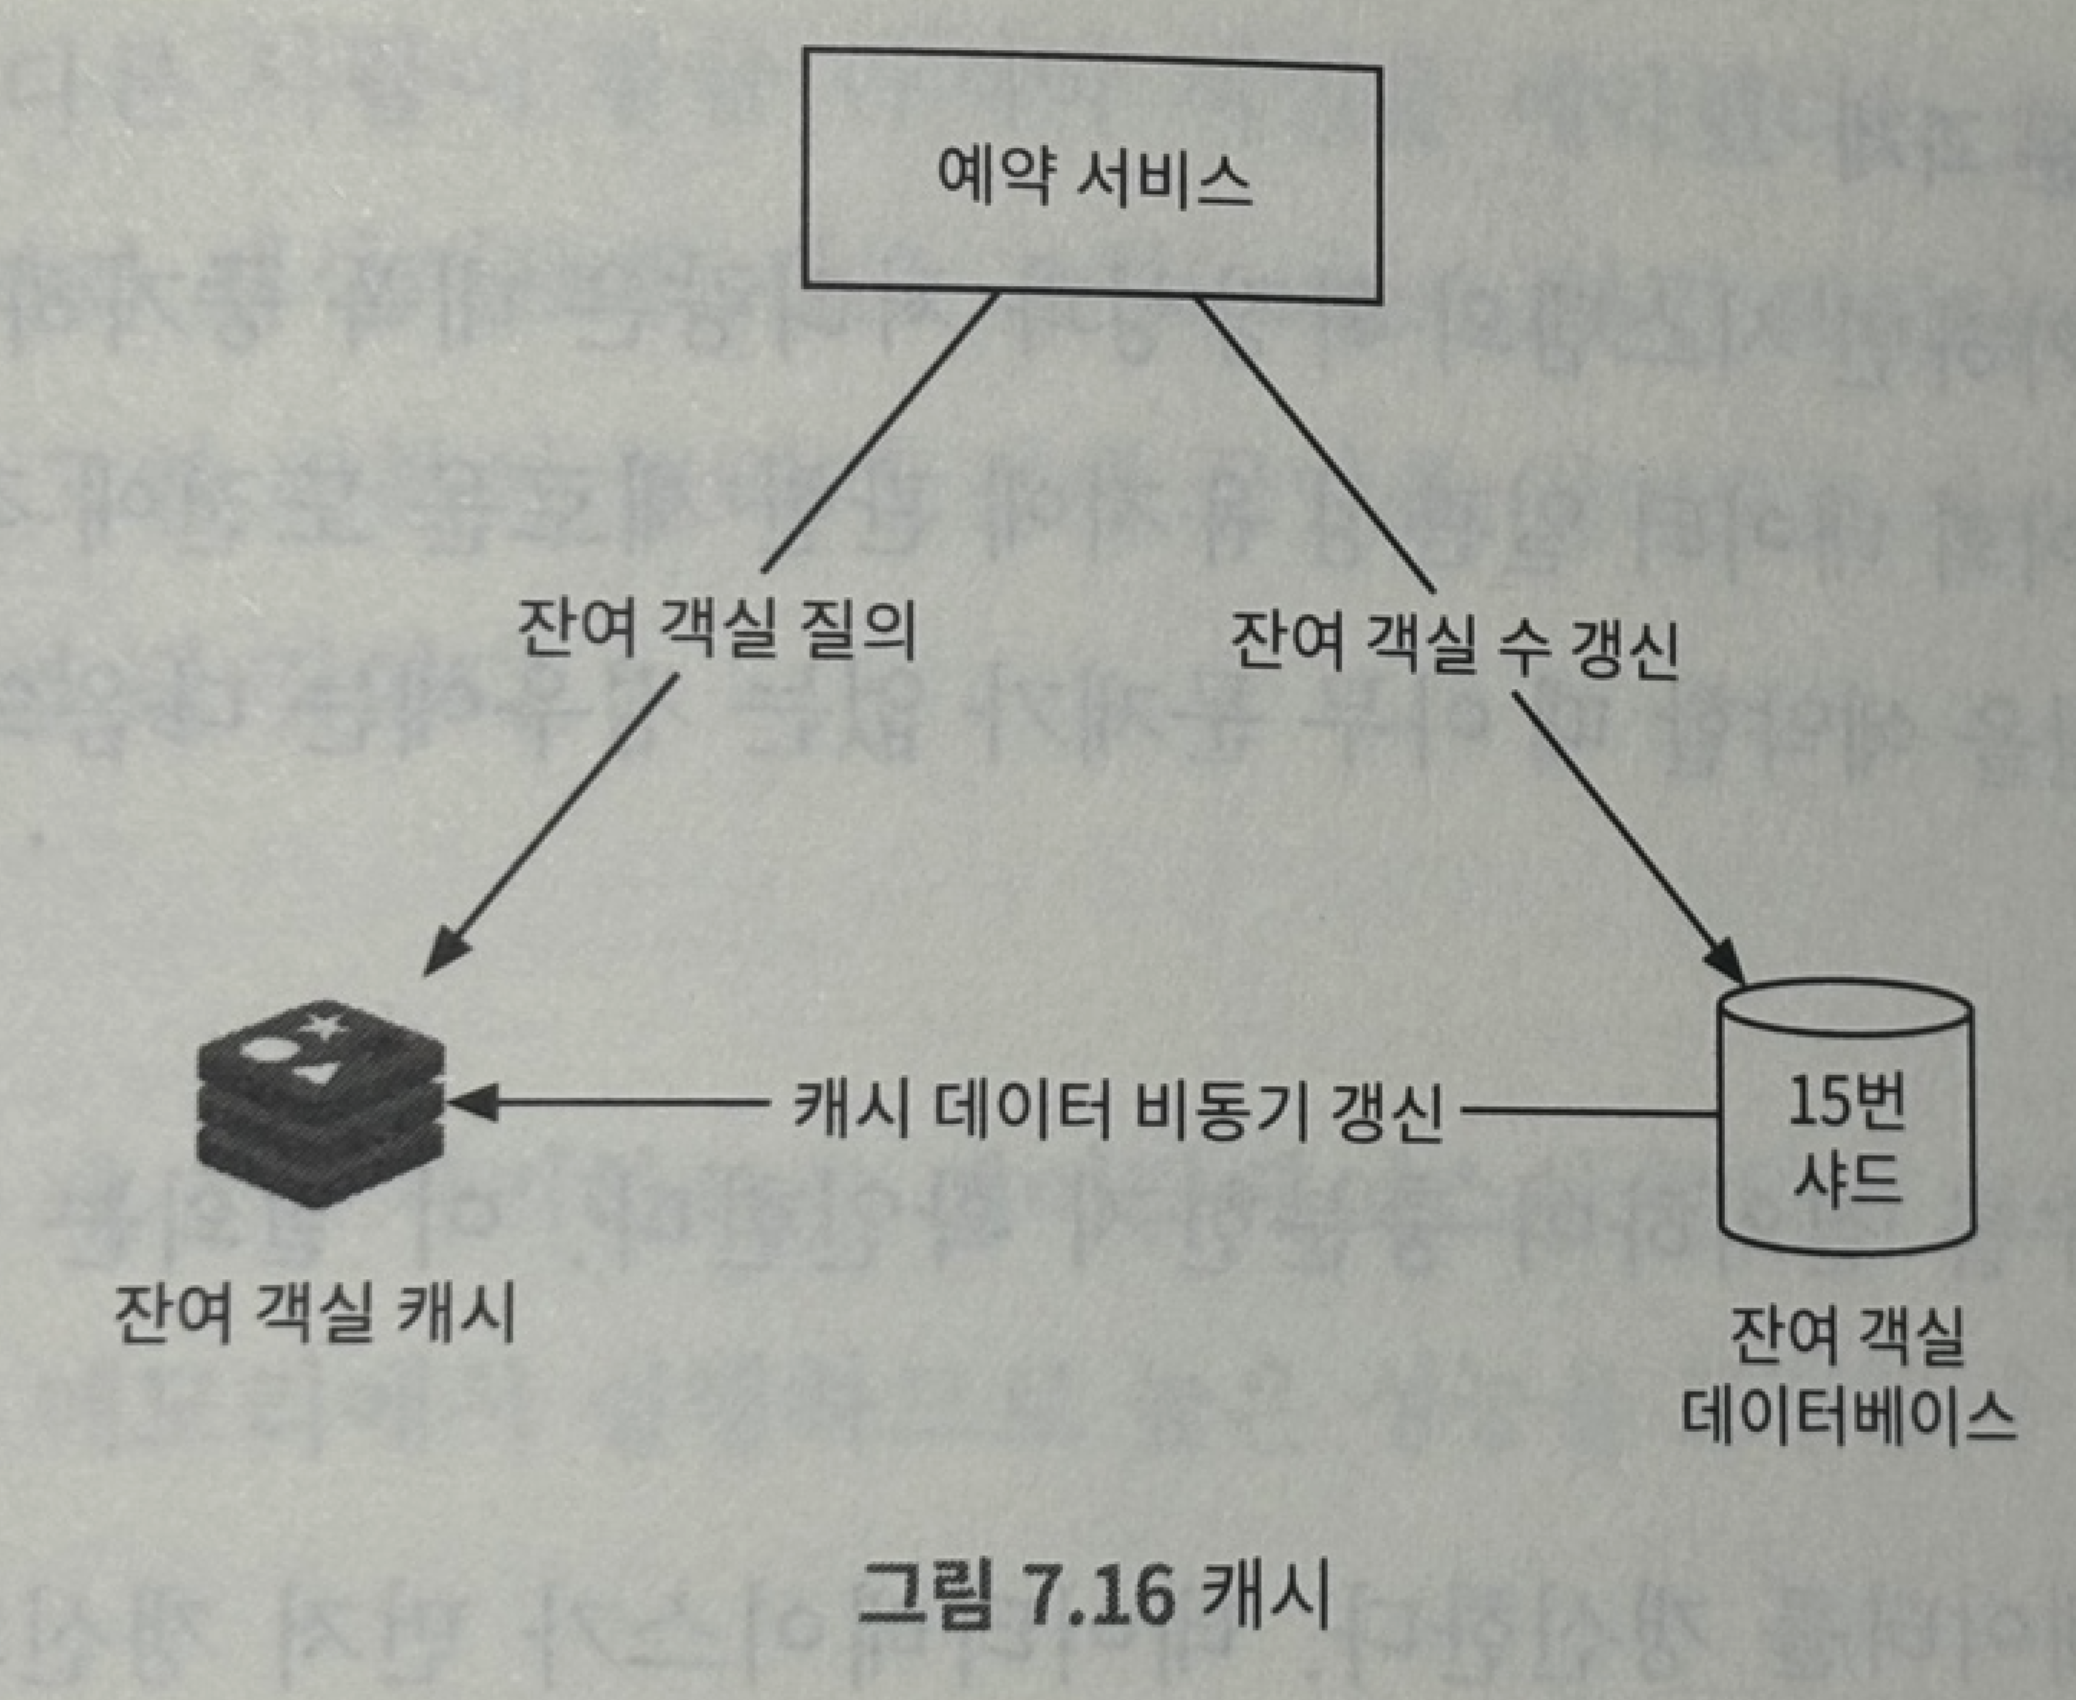 예약 서비스
잔여 객실 질의
잔여 객실 수 갱신
캐시 데이터 비동기 갱신
15번
샤드
잔여 객실 캐시
잔여 객실
데이터베이스
그림 7.16 캐시